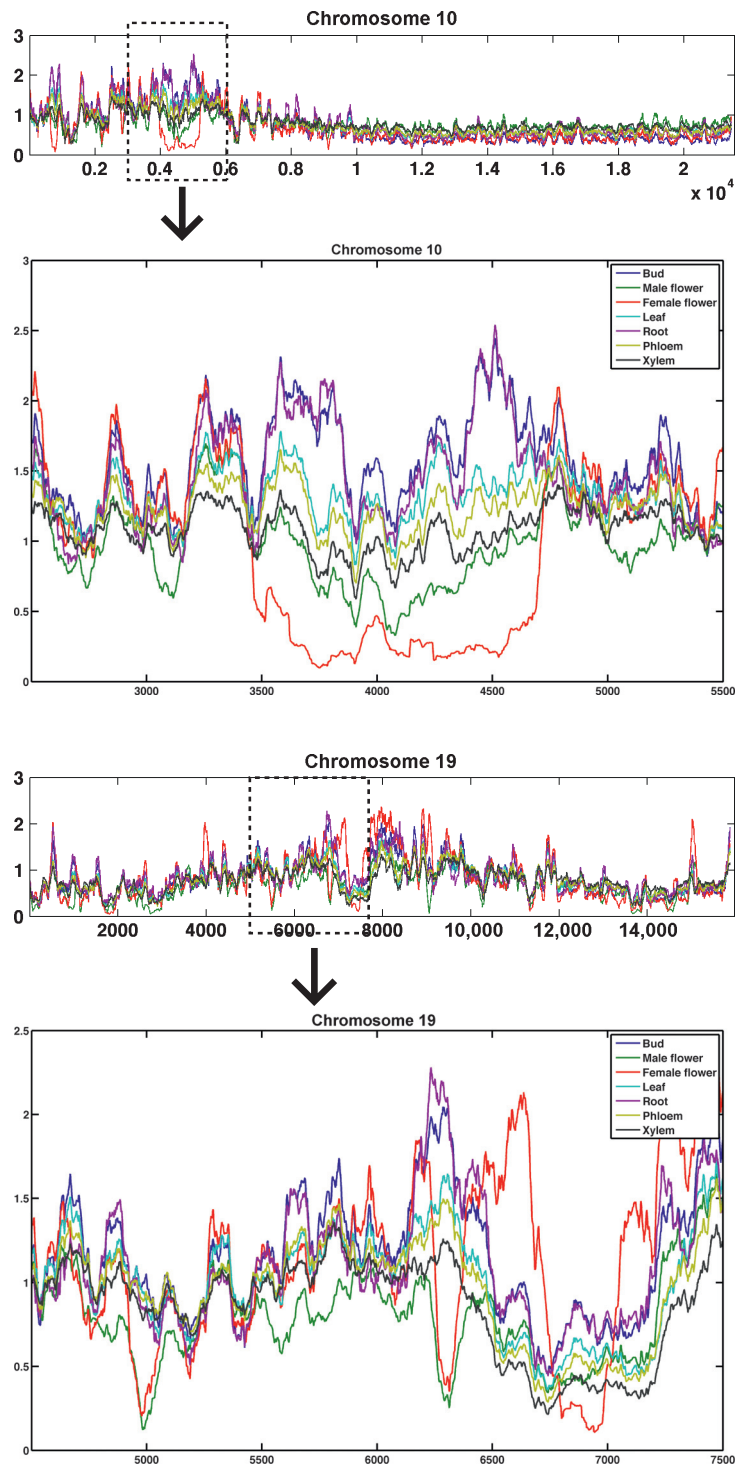 Chromosome 10
3
2
1
0
0.2 0.4 0.6 0.8 1 1.2 1.4 1.6 1.8 2
x 10^4
Chromosome 10
3
2.5
2
1.5
1
0.5
0
3000 3500 4000 4500 5000 5500
Bud
Male flower
Female flower
Leaf
Root
Phloem
Xylem
Chromosome 19
3
2
1
0
2000 4000 6000 8000 10,000 12,000 14,000
Chromosome 19
2.5
2
1.5
1
0.5
0
5000 5500 6000 6500 7000 7500
Bud
Male flower
Female flower
Leaf
Root
Phloem
Xylem